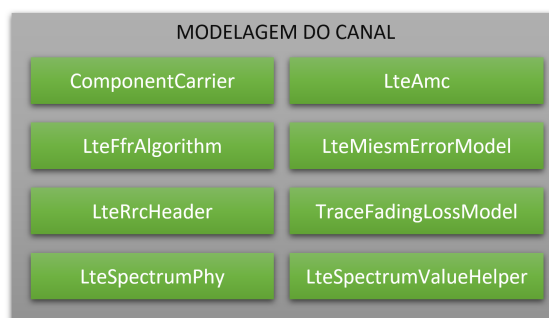 MODELAGEM DO CANAL
ComponentCarrier
LteAmc
LteFfrAlgorithm
LteMiesmErrorModel
LteRrcHeader
TraceFadingLossModel
LteSpectrumPhy
LteSpectrumValueHelper